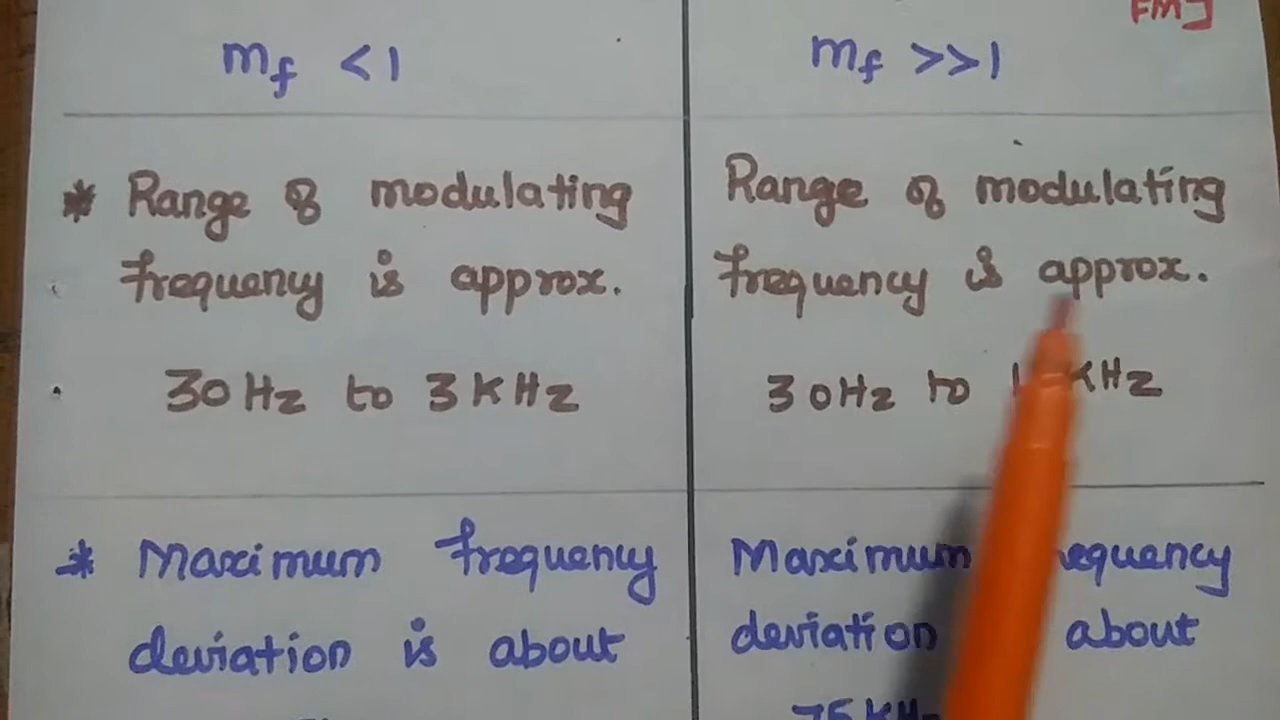 FM]
mf < 1
mf >> 1
* Range of modulating
frequency is approx.
30Hz to 3KHz
Range of modulating
frequency is approx.
30Hz to KHz
* Maximum frequency
deviation is about
Maximum
deviation about
75KHz